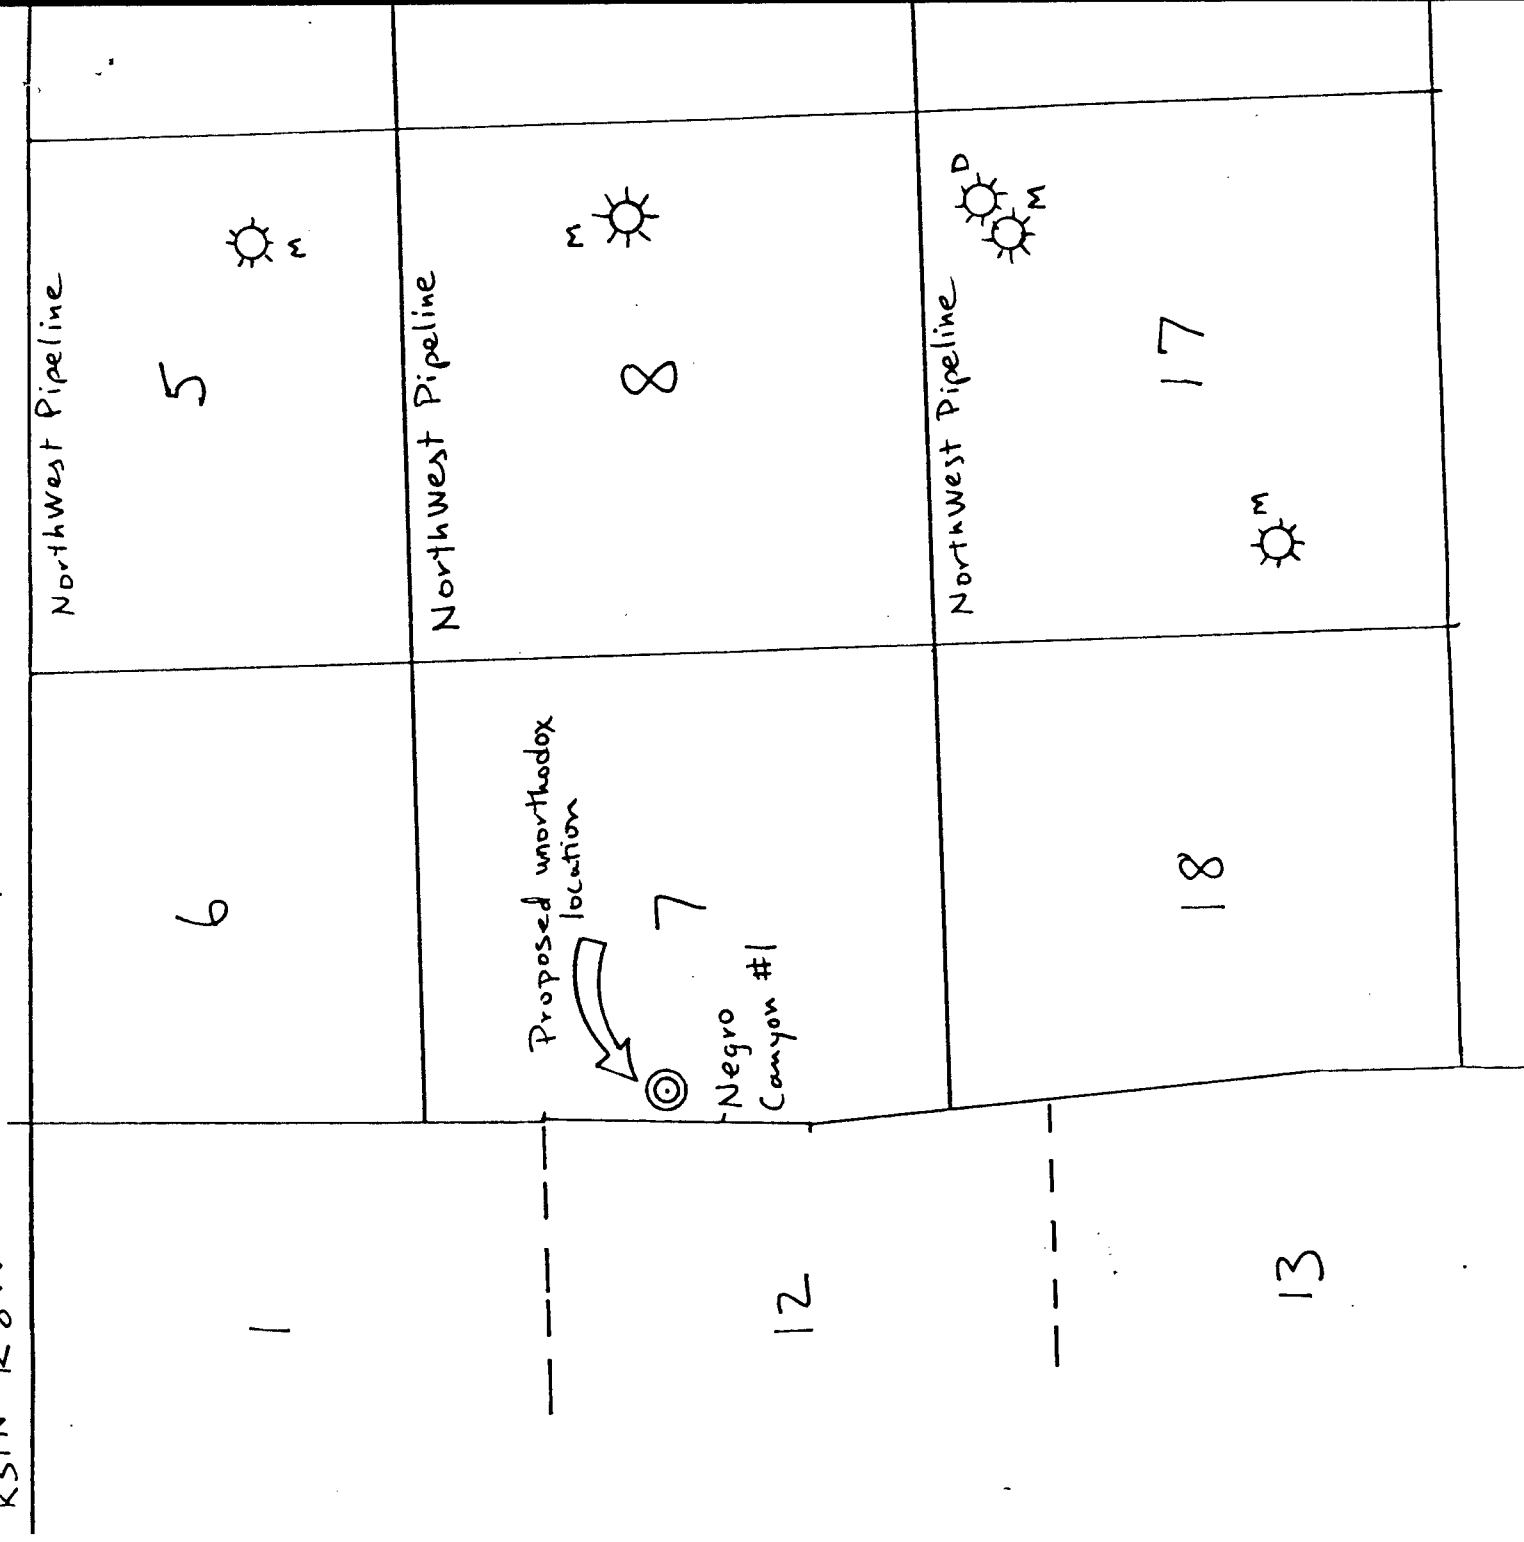 Northwest Pipeline
5
6
1
M
Northwest Pipeline
Proposed unorthodox
location
M
8
7
Negro
Canyon #1
12
Northwest Pipeline
D
M
17
18
M
13